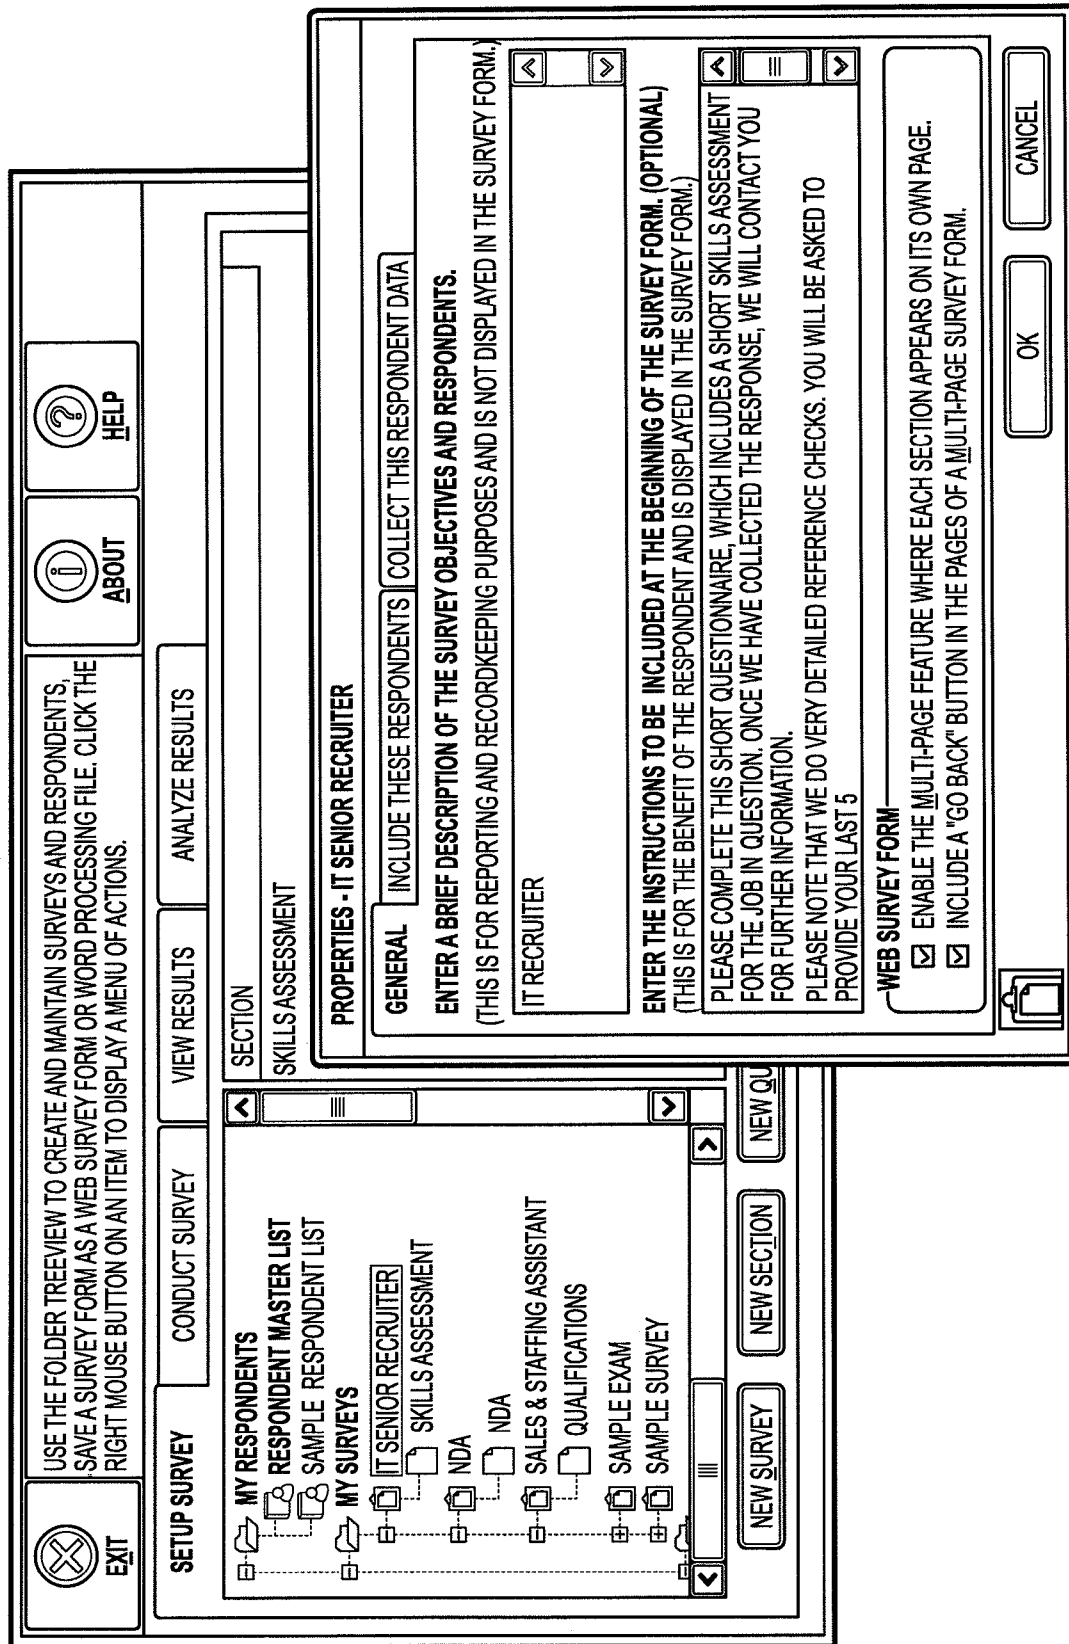 EXIT
USE THE FOLDER TREEVIEW TO CREATE AND MAINTAIN SURVEYS AND RESPONDENTS,
SAVE A SURVEY FORM AS A WEB SURVEY FORM OR WORD PROCESSING FILE. CLICK THE
RIGHT MOUSE BUTTON ON AN ITEM TO DISPLAY A MENU OF ACTIONS.
ABOUT
HELP
SETUP SURVEY
CONDUCT SURVEY
VIEW RESULTS
ANALYZE RESULTS
MY RESPONDENTS
RESPONDENT MASTER LIST
SAMPLE RESPONDENT LIST
MY SURVEYS
IT SENIOR RECRUITER
SKILLS ASSESSMENT
NDA
NDA
SALES & STAFFING ASSISTANT
QUALIFICATIONS
SAMPLE EXAM
SAMPLE SURVEY
SECTION
SKILLS ASSESSMENT
NEW SURVEY
NEW SECTION
NEW QU
PROPERTIES - IT SENIOR RECRUITER
GENERAL
INCLUDE THESE RESPONDENTS
COLLECT THIS RESPONDENT DATA
ENTER A BRIEF DESCRIPTION OF THE SURVEY OBJECTIVES AND RESPONDENTS.
(THIS IS FOR REPORTING AND RECORDKEEPING PURPOSES AND IS NOT DISPLAYED IN THE SURVEY FORM.)
IT RECRUITER
ENTER THE INSTRUCTIONS TO BE INCLUDED AT THE BEGINNING OF THE SURVEY FORM. (OPTIONAL)
(THIS IS FOR THE BENEFIT OF THE RESPONDENT AND IS DISPLAYED IN THE SURVEY FORM.)
PLEASE COMPLETE THIS SHORT QUESTIONNAIRE, WHICH INCLUDES A SHORT SKILLS ASSESSMENT
FOR THE JOB IN QUESTION. ONCE WE HAVE COLLECTED THE RESPONSE, WE WILL CONTACT YOU
FOR FURTHER INFORMATION.
PLEASE NOTE THAT WE DO VERY DETAILED REFERENCE CHECKS. YOU WILL BE ASKED TO
PROVIDE YOUR LAST 5
WEB SURVEY FORM
ENABLE THE MULTI-PAGE FEATURE WHERE EACH SECTION APPEARS ON ITS OWN PAGE.
INCLUDE A "GO BACK" BUTTON IN THE PAGES OF A MULTI-PAGE SURVEY FORM.
OK
CANCEL